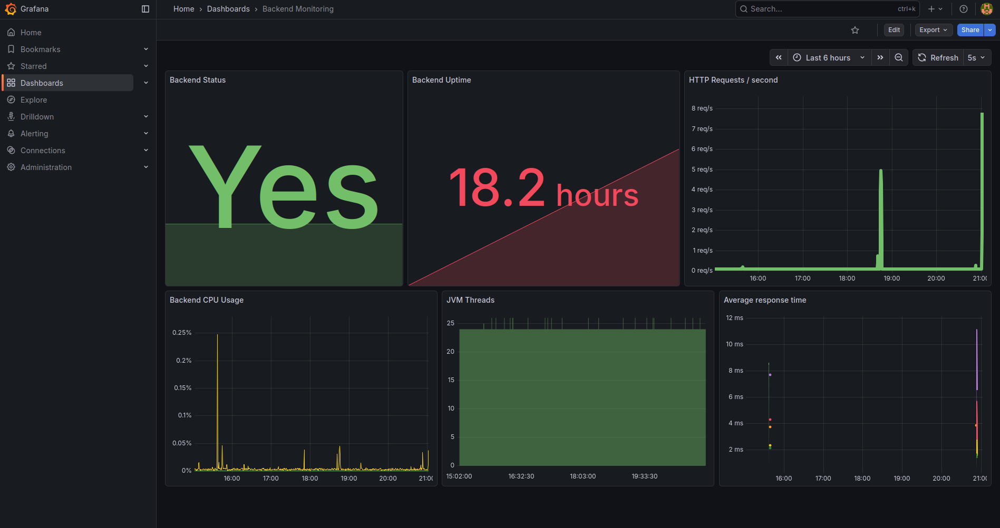 Grafana
Home
Bookmarks
Starred
Dashboards
Explore
Drilldown
Alerting
Connections
Administration
Home › Dashboards › Backend Monitoring
Search... ctrl+k
Edit Export Share
Last 6 hours Refresh 5s
Backend Status
Yes
Backend Uptime
18.2 hours
HTTP Requests / second
8 req/s
7 req/s
6 req/s
5 req/s
4 req/s
3 req/s
2 req/s
1 req/s
0 req/s
16:00 17:00 18:00 19:00 20:00 21:00
Backend CPU Usage
0.25%
0.2%
0.15%
0.1%
0.05%
0%
16:00 17:00 18:00 19:00 20:00 21:00
JVM Threads
25
20
15
10
5
0
15:02:00 16:32:30 18:03:00 19:33:30
Average response time
12 ms
10 ms
8 ms
6 ms
4 ms
2 ms
16:00 17:00 18:00 19:00 20:00 21:00